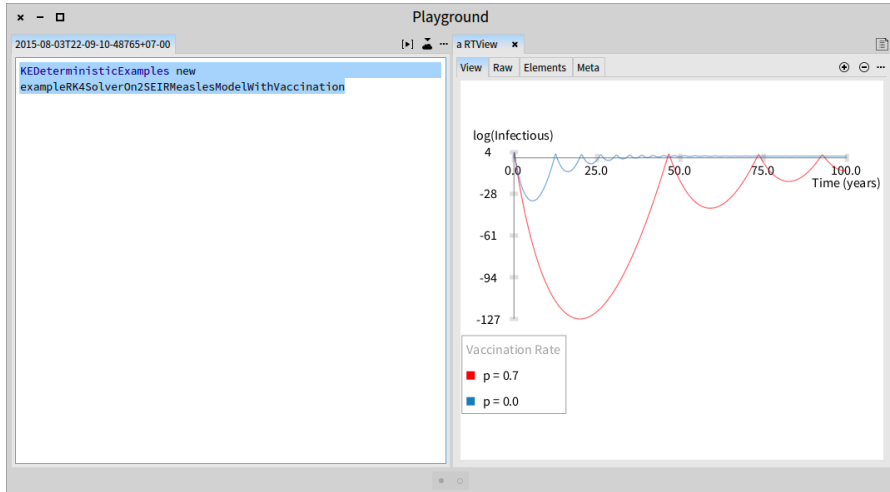 Playground
2015-08-03T22-09-10-48765+07-00
a RTView
KEDeterministicExamples new
exampleRK4SolverOn2SEIRMeaslesModelWithVaccination
View Raw Elements Meta
log(Infectious)
4
0.0 25.0 50.0 75.0 100.0
Time (years)
-28
-61
-94
-127
Vaccination Rate
p = 0.7
p = 0.0